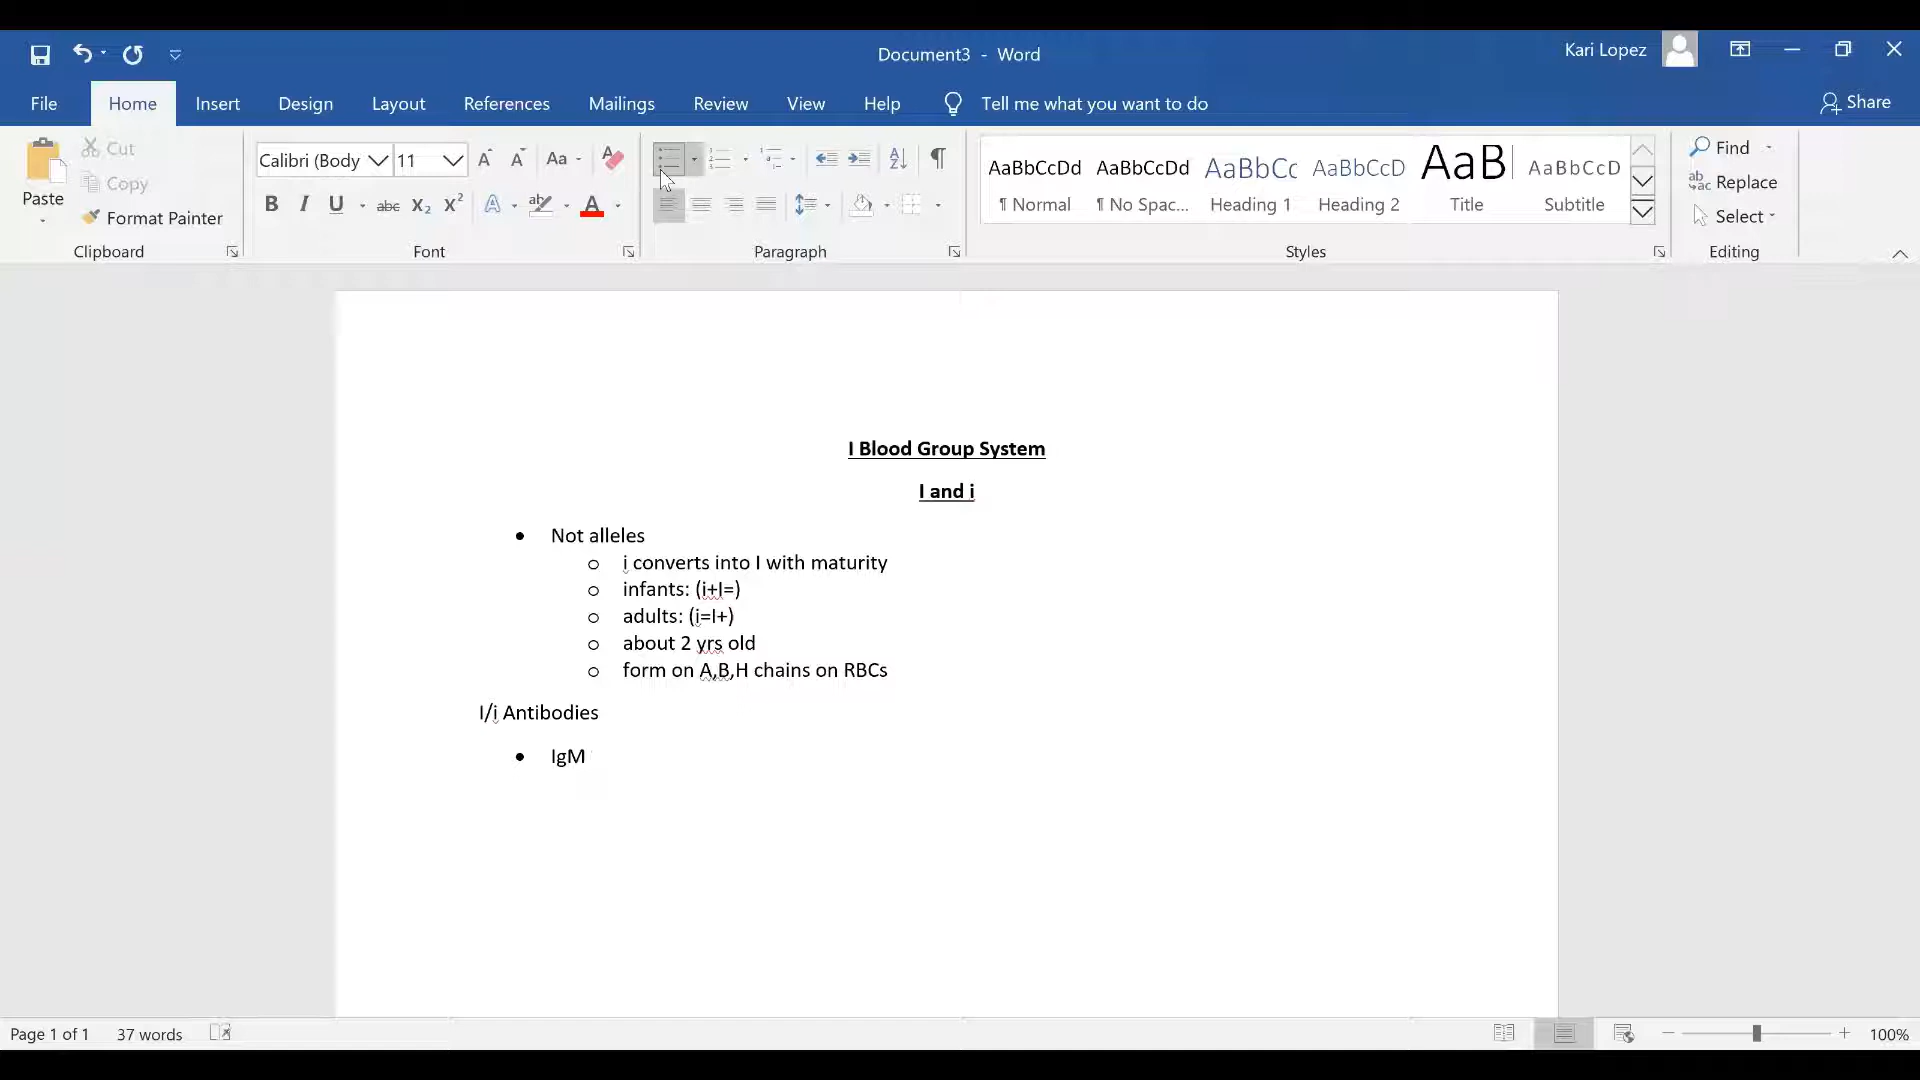 Document3 - Word
Kari Lopez
File Home Insert Design Layout References Mailings Review View Help Tell me what you want to do Share
Paste
Cut
Copy
Format Painter
Clipboard
Calibri (Body 11
Aa
B I U abc X₂ X² A A
Font
Paragraph
AaBbCcDd AaBbCcDd AaBbCc AaBbCcD AaB AaBbCcD
¶ Normal ¶ No Spac... Heading 1 Heading 2 Title Subtitle
Styles
Find
Replace
Select
Editing
I Blood Group System
I and i
• Not alleles
o i converts into I with maturity
o infants: (i+I=)
o adults: (i=I+)
o about 2 yrs old
o form on A,B,H chains on RBCs
I/i Antibodies
• IgM
Page 1 of 1 37 words 100%